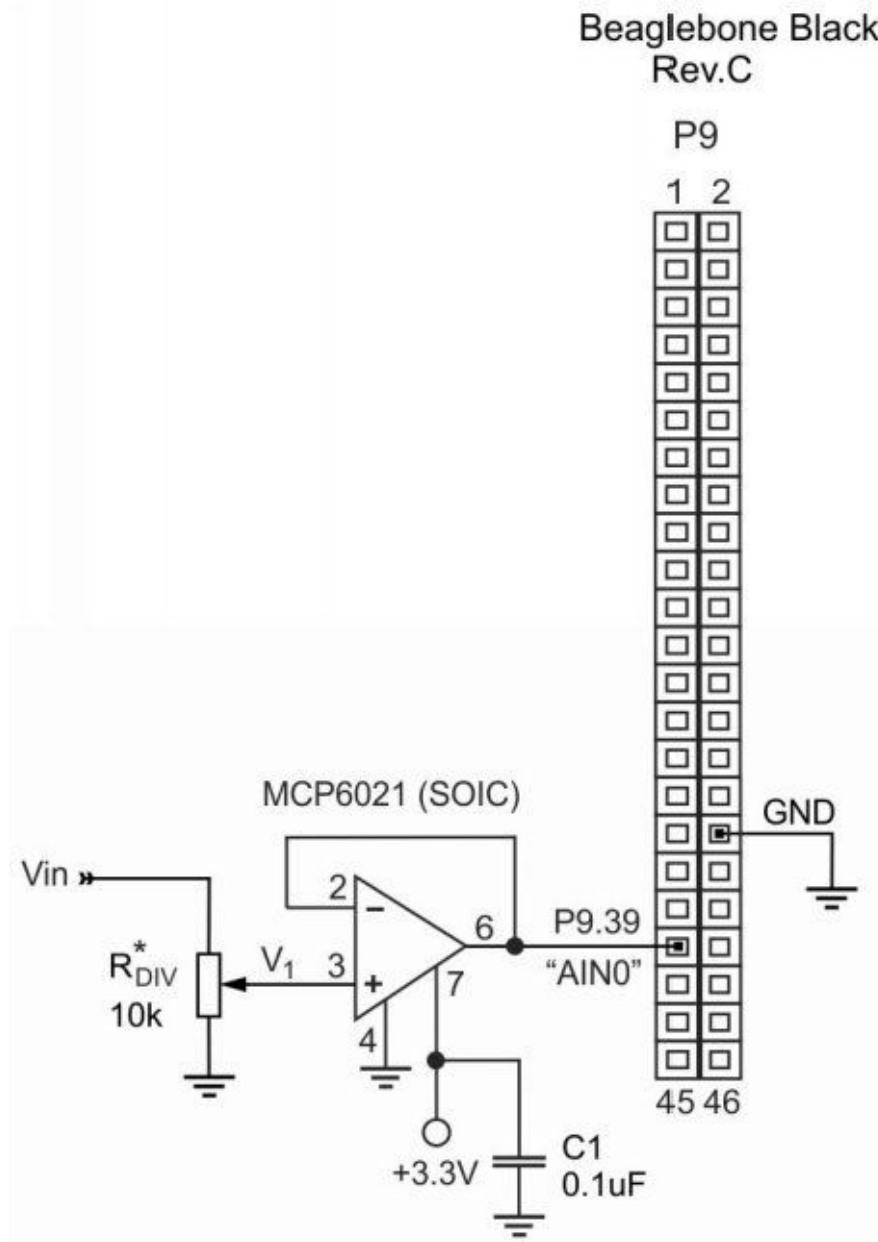 Beaglebone Black
Rev.C
P9
1 2
MCP6021 (SOIC)
GND
Vin
2
−
6
P9.39
"AIN0"
R*DIV
10k
V1
3
+
7
4
45 46
+3.3V
C1
0.1uF